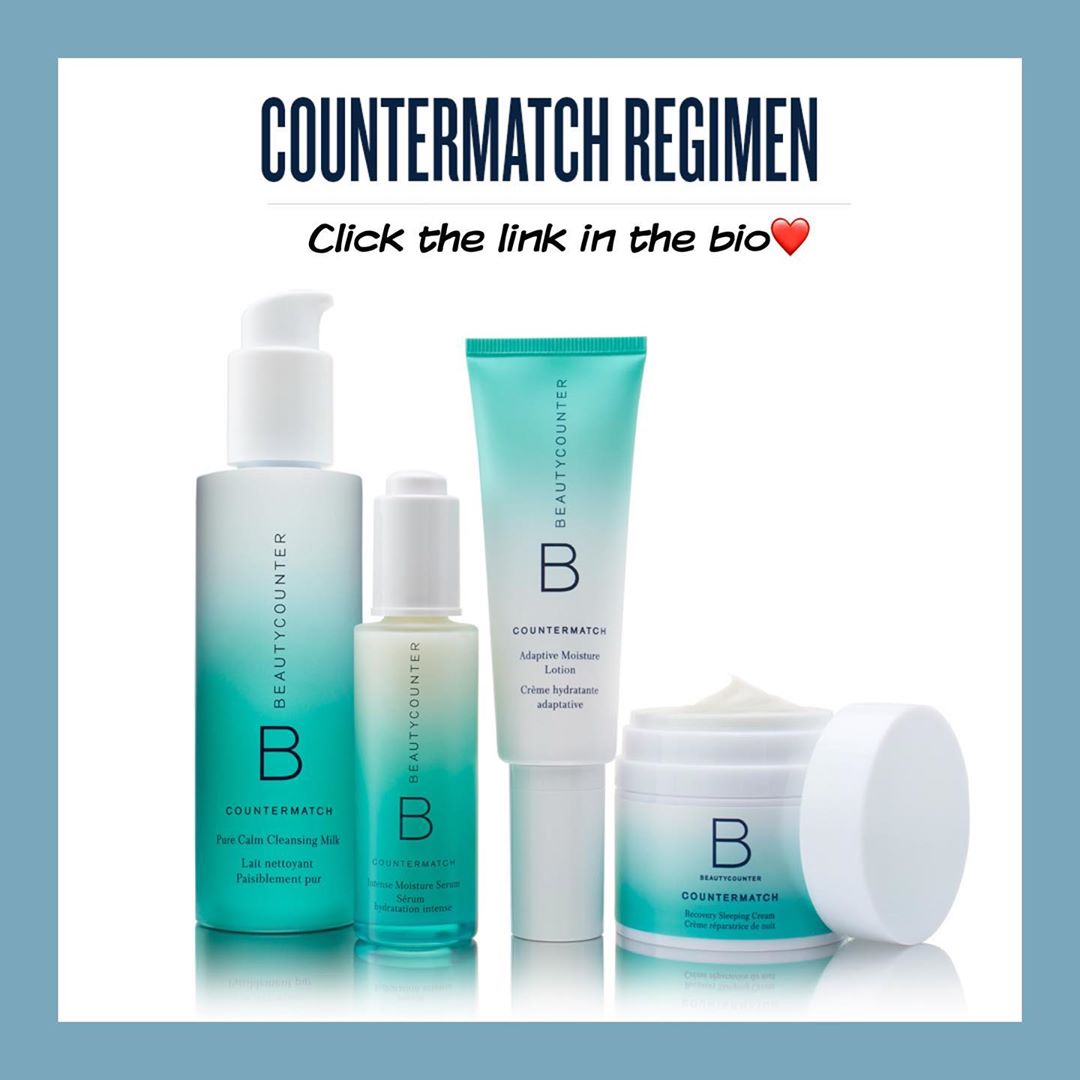 COUNTERMATCH REGIMEN
Click the link in the bio❤️
BEAUTYCOUNTER
B
COUNTERMATCH
Pure Calm Cleansing Milk
Lait nettoyant
Paisiblement pur
BEAUTYCOUNTER
B
COUNTERMATCH
Intense Moisture Serum
Sérum
hydratation intense
BEAUTYCOUNTER
B
COUNTERMATCH
Adaptive Moisture
Lotion
Crème hydratante
adaptative
B
BEAUTYCOUNTER
COUNTERMATCH
Recovery Sleeping Cream
Crème réparatrice de nuit